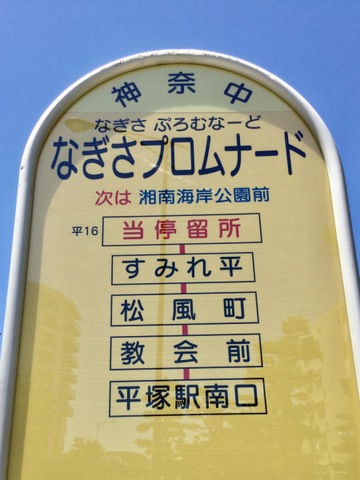 神奈中
なぎさ ぷろむなーど
なぎさプロムナード
次は 湘南海岸公園前
平16 当停留所
すみれ平
松風町
教会前
平塚駅南口